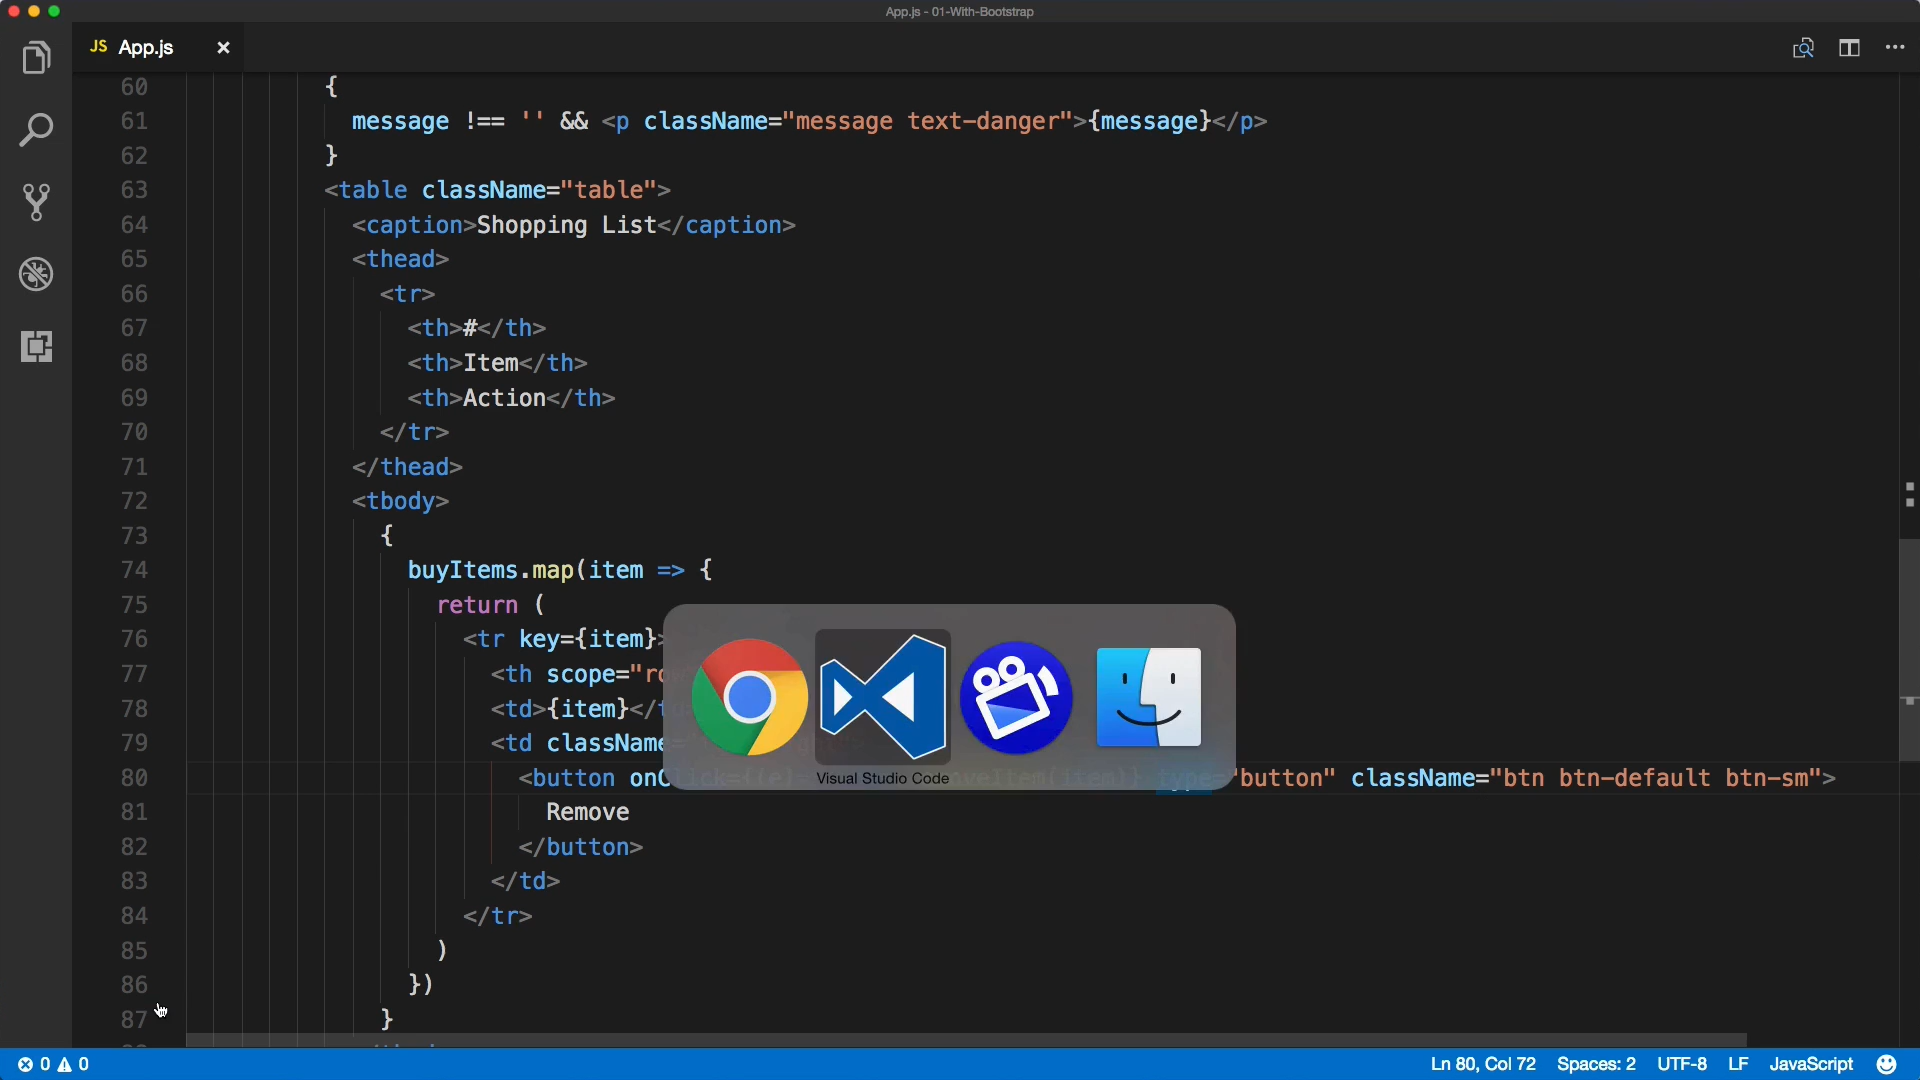 App.js - 01-With-Bootstrap
JS App.js
60 {
61 message !== '' && <p className="message text-danger">{message}</p>
62 }
63 <table className="table">
64 <caption>Shopping List</caption>
65 <thead>
66 <tr>
67 <th>#</th>
68 <th>Item</th>
69 <th>Action</th>
70 </tr>
71 </thead>
72 <tbody>
73 {
74 buyItems.map(item => {
75 return (
76 <tr key={item}>
77 <th scope="ro
78 <td>{item}</t
79 <td className
80 <button onClick={(e) = Visual Studio Code oveItem(item)} type="button" className="btn btn-default btn-sm">
81 Remove
82 </button>
83 </td>
84 </tr>
85 )
86 })
87 }
0 0 Ln 80, Col 72 Spaces: 2 UTF-8 LF JavaScript